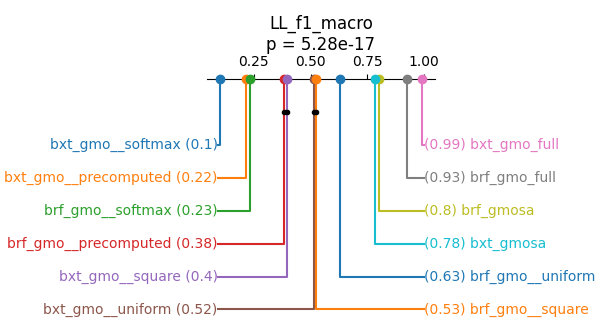 LL_f1_macro
p = 5.28e-17
0.25 0.50 0.75 1.00
bxt_gmo__softmax (0.1) (0.99) bxt_gmo_full
bxt_gmo__precomputed (0.22) (0.93) brf_gmo_full
brf_gmo__softmax (0.23) (0.8) brf_gmosa
brf_gmo__precomputed (0.38) (0.78) bxt_gmosa
bxt_gmo__square (0.4) (0.63) brf_gmo__uniform
bxt_gmo__uniform (0.52) (0.53) brf_gmo__square